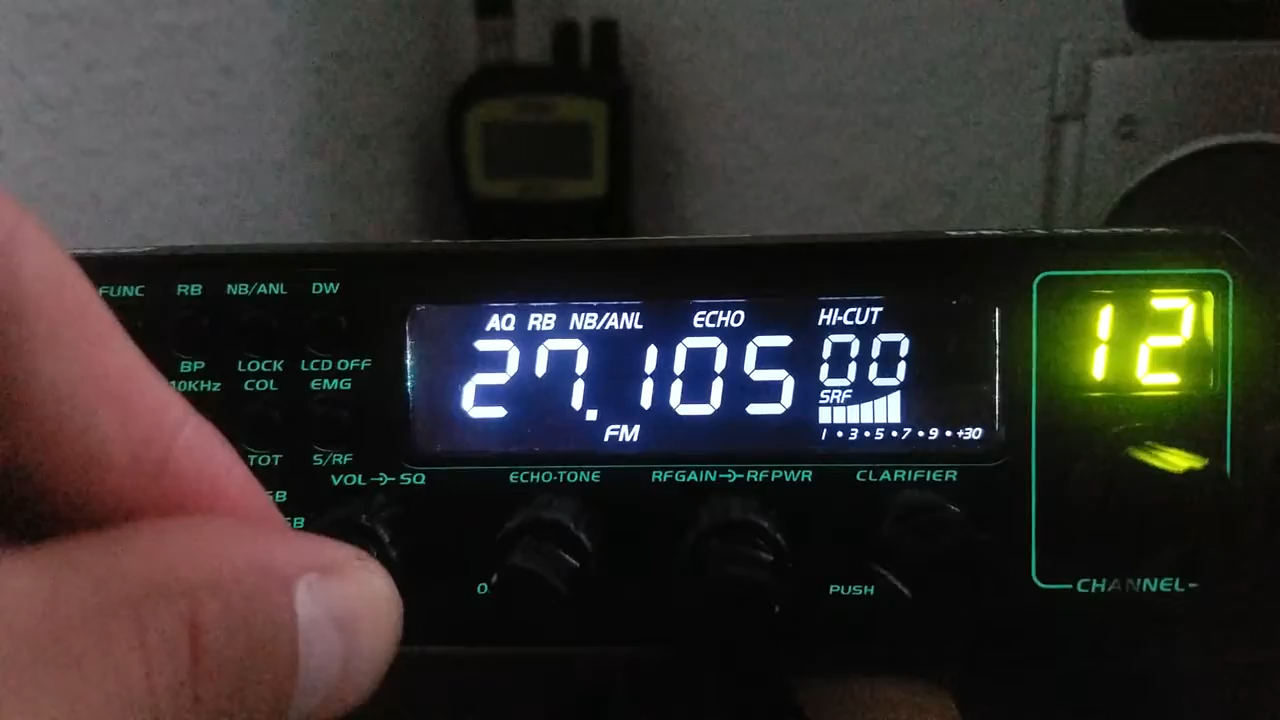 FUNC RB NB/ANL DW
AQ RB NB/ANL ECHO HI-CUT
27.105 00
12
BP LOCK LCD OFF
10KHz COL EMG
SRF
FM 1 • 3 • 5 • 7 • 9 • +30
TOT S/RF
VOL SQ ECHO-TONE RFGAIN RFPWR CLARIFIER
PUSH
CHANNEL